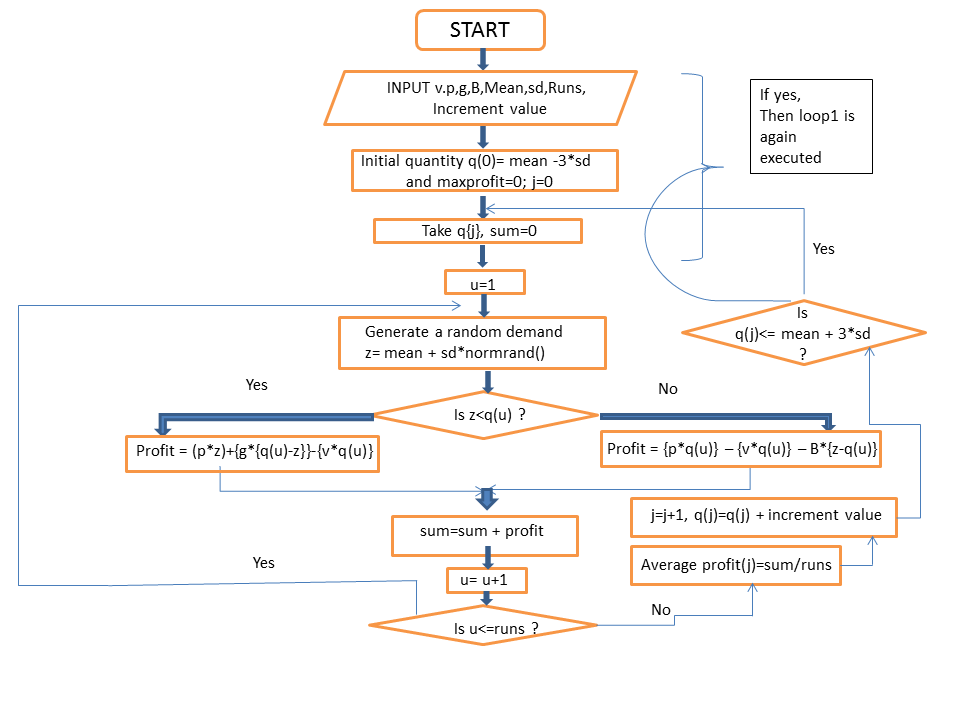 START
INPUT v.p,g,B,Mean,sd,Runs,
Increment value
Initial quantity q(0)= mean -3*sd
and maxprofit=0; j=0
Take q{j}, sum=0
u=1
Generate a random demand
z= mean + sd*normrand()
Is z<q(u) ?
Yes
No
Profit = (p*z)+{g*{q(u)-z}}-{v*q(u)}
Profit = {p*q(u)} – {v*q(u)} – B*{z-q(u)}
sum=sum + profit
u= u+1
Is u<=runs ?
Yes
No
Average profit(j)=sum/runs
j=j+1, q(j)=q(j) + increment value
Is
q(j)<= mean + 3*sd
?
Yes
If yes,
Then loop1 is
again
executed